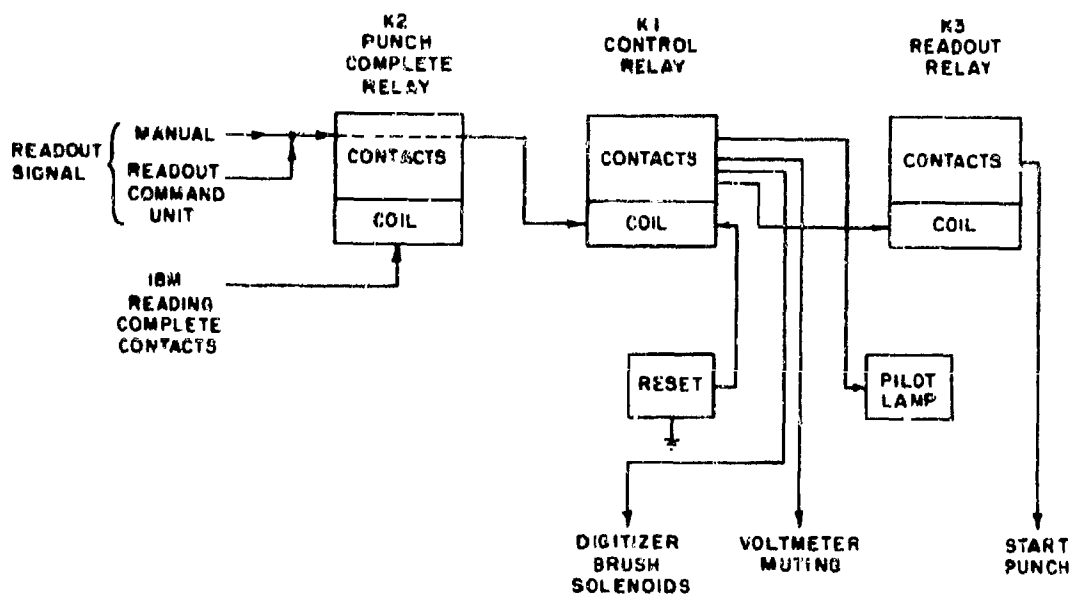 K2
PUNCH
COMPLETE
RELAY
K1
CONTROL
RELAY
K3
READOUT
RELAY
READOUT
SIGNAL
MANUAL
READOUT
COMMAND
UNIT
CONTACTS
COIL
CONTACTS
COIL
CONTACTS
COIL
IBM
READING
COMPLETE
CONTACTS
RESET
PILOT
LAMP
DIGITIZER
BRUSH
SOLENOIDS
VOLTMETER
MUTING
START
PUNCH